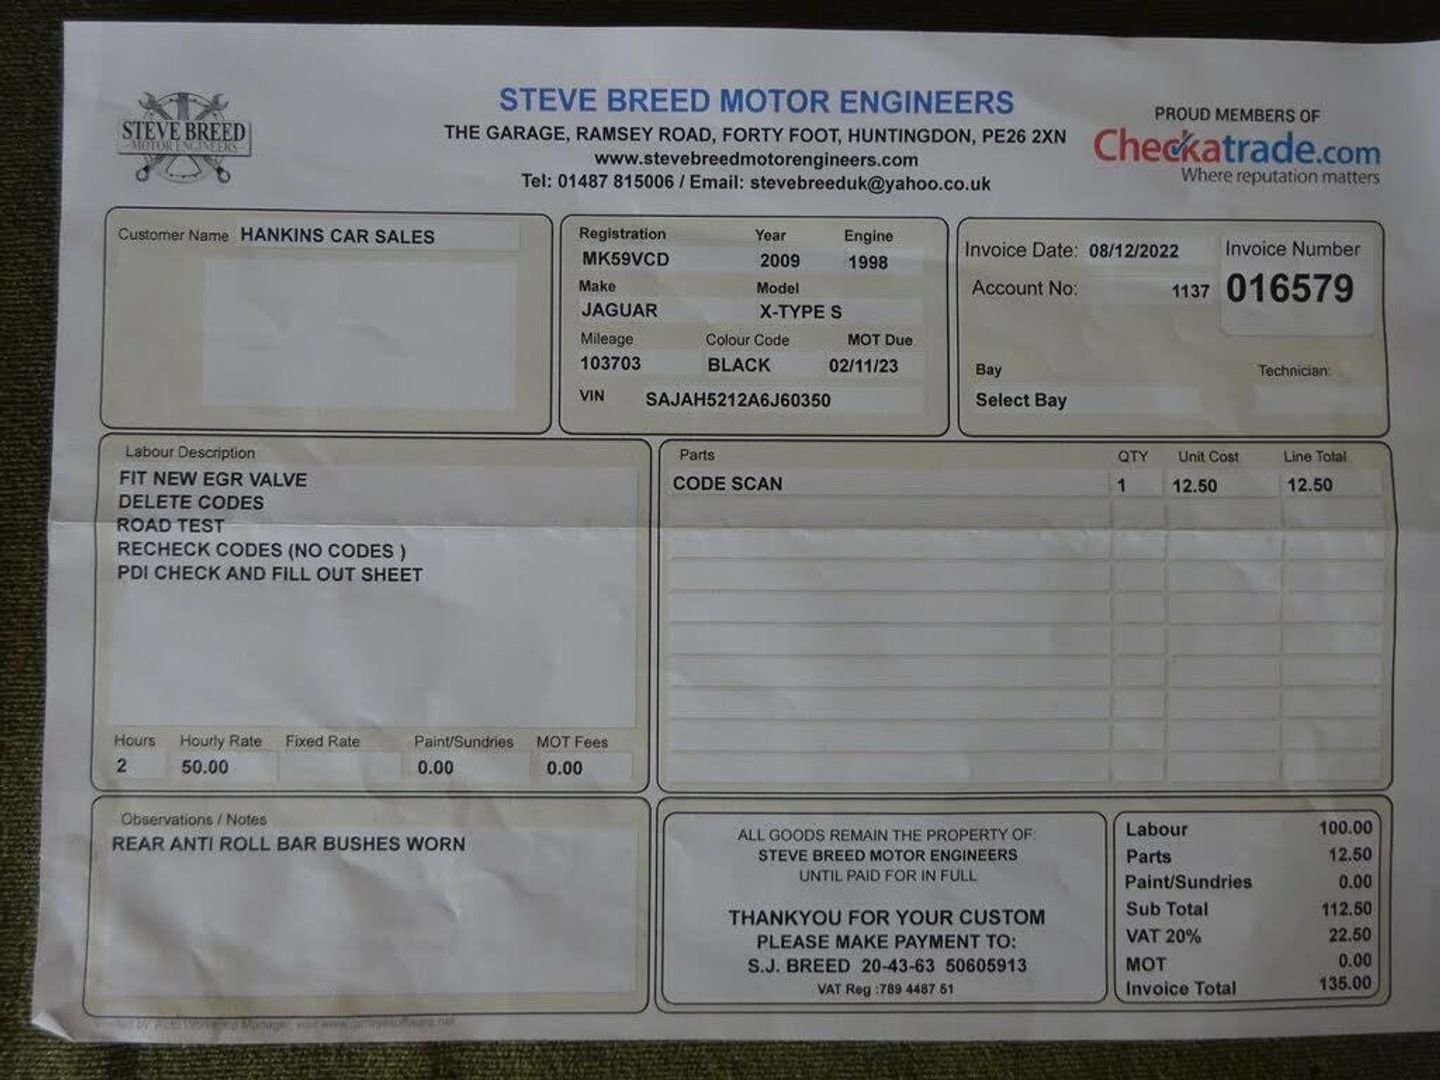 STEVE BREED
MOTOR ENGINEERS
STEVE BREED MOTOR ENGINEERS
THE GARAGE, RAMSEY ROAD, FORTY FOOT, HUNTINGDON, PE26 2XN
www.stevebreedmotorengineers.com
Tel: 01487 815006 / Email: stevebreeduk@yahoo.co.uk
PROUD MEMBERS OF
Checkatrade.com
Where reputation matters
Customer Name HANKINS CAR SALES
Registration Year Engine
MK59VCD 2009 1998
Make Model
JAGUAR X-TYPE S
Mileage Colour Code MOT Due
103703 BLACK 02/11/23
VIN SAJAH5212A6J60350
Invoice Date: 08/12/2022 Invoice Number
Account No: 1137 016579
Bay Technician:
Select Bay
Labour Description
FIT NEW EGR VALVE
DELETE CODES
ROAD TEST
RECHECK CODES (NO CODES )
PDI CHECK AND FILL OUT SHEET
Hours Hourly Rate Fixed Rate Paint/Sundries MOT Fees
2 50.00 0.00 0.00
Parts QTY Unit Cost Line Total
CODE SCAN 1 12.50 12.50
Observations / Notes
REAR ANTI ROLL BAR BUSHES WORN
ALL GOODS REMAIN THE PROPERTY OF:
STEVE BREED MOTOR ENGINEERS
UNTIL PAID FOR IN FULL
THANKYOU FOR YOUR CUSTOM
PLEASE MAKE PAYMENT TO:
S.J. BREED 20-43-63 50605913
VAT Reg :789 4487 51
Labour 100.00
Parts 12.50
Paint/Sundries 0.00
Sub Total 112.50
VAT 20% 22.50
MOT 0.00
Invoice Total 135.00
by: Auto Workshop Manager, visit www.garagesoftware.net